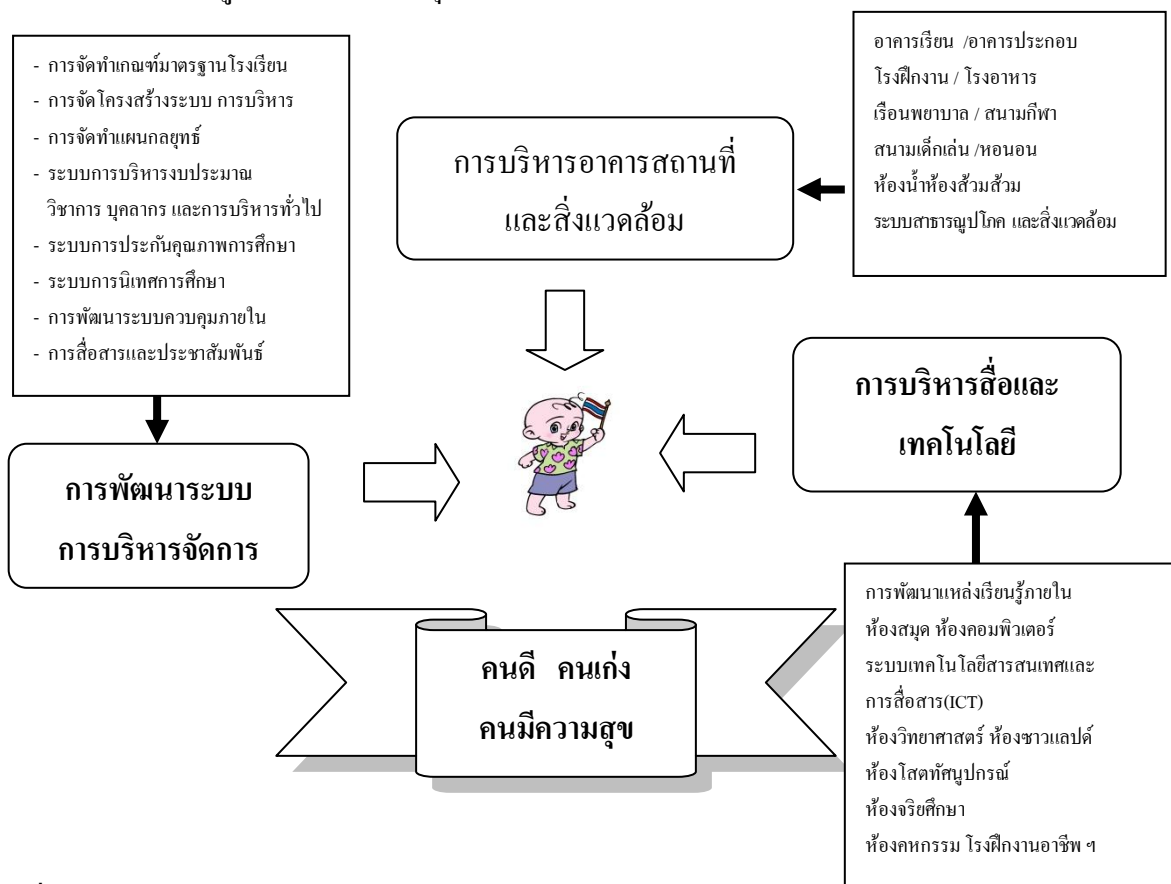 - การจัดทำเกณฑ์มาตรฐานโรงเรียน
- การจัดโครงสร้างระบบ การบริหาร
- การจัดทำแผนกลยุทธ์
- ระบบการบริหารงบประมาณ
วิชาการ บุคลากร และการบริหารทั่วไป
- ระบบการประกันคุณภาพการศึกษา
- ระบบการนิเทศการศึกษา
- การพัฒนาระบบควบคุมภายใน
- การสื่อสารและประชาสัมพันธ์
การพัฒนาระบบ
การบริหารจัดการ
การบริหารอาคารสถานที่
และสิ่งแวดล้อม
อาคารเรียน /อาคารประกอบ
โรงฝึกงาน / โรงอาหาร
เรือนพยาบาล / สนามกีฬา
สนามเด็กเล่น /หอนอน
ห้องน้ำห้องส้วมส้วม
ระบบสาธารณูปโภค และสิ่งแวดล้อม
การบริหารสื่อและ
เทคโนโลยี
การพัฒนาแหล่งเรียนรู้ภายใน
ห้องสมุด ห้องคอมพิวเตอร์
ระบบเทคโนโลยีสารสนเทศและ
การสื่อสาร(ICT)
ห้องวิทยาศาสตร์ ห้องซาวแลปด์
ห้องโสตทัศนูปกรณ์
ห้องจริยศึกษา
ห้องคหกรรม โรงฝึกงานอาชีพ ฯ
คนดี คนเก่ง
คนมีความสุข